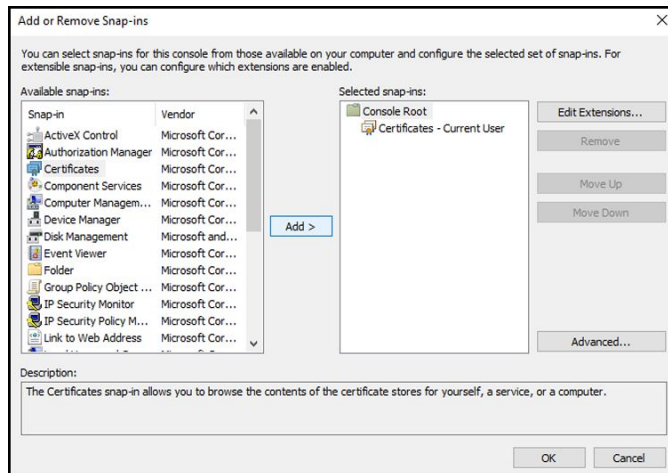 Add or Remove Snap-ins
You can select snap-ins for this console from those available on your computer and configure the selected set of snap-ins. For
extensible snap-ins, you can configure which extensions are enabled.
Available snap-ins:
Snap-in Vendor
ActiveX Control Microsoft Cor...
Authorization Manager Microsoft Cor...
Certificates Microsoft Cor...
Component Services Microsoft Cor...
Computer Managem... Microsoft Cor...
Device Manager Microsoft Cor...
Disk Management Microsoft and...
Event Viewer Microsoft Cor...
Folder Microsoft Cor...
Group Policy Object ... Microsoft Cor...
IP Security Monitor Microsoft Cor...
IP Security Policy M... Microsoft Cor...
Link to Web Address Microsoft Cor...
Add >
Selected snap-ins:
Console Root
Certificates - Current User
Edit Extensions...
Remove
Move Up
Move Down
Advanced...
Description:
The Certificates snap-in allows you to browse the contents of the certificate stores for yourself, a service, or a computer.
OK
Cancel